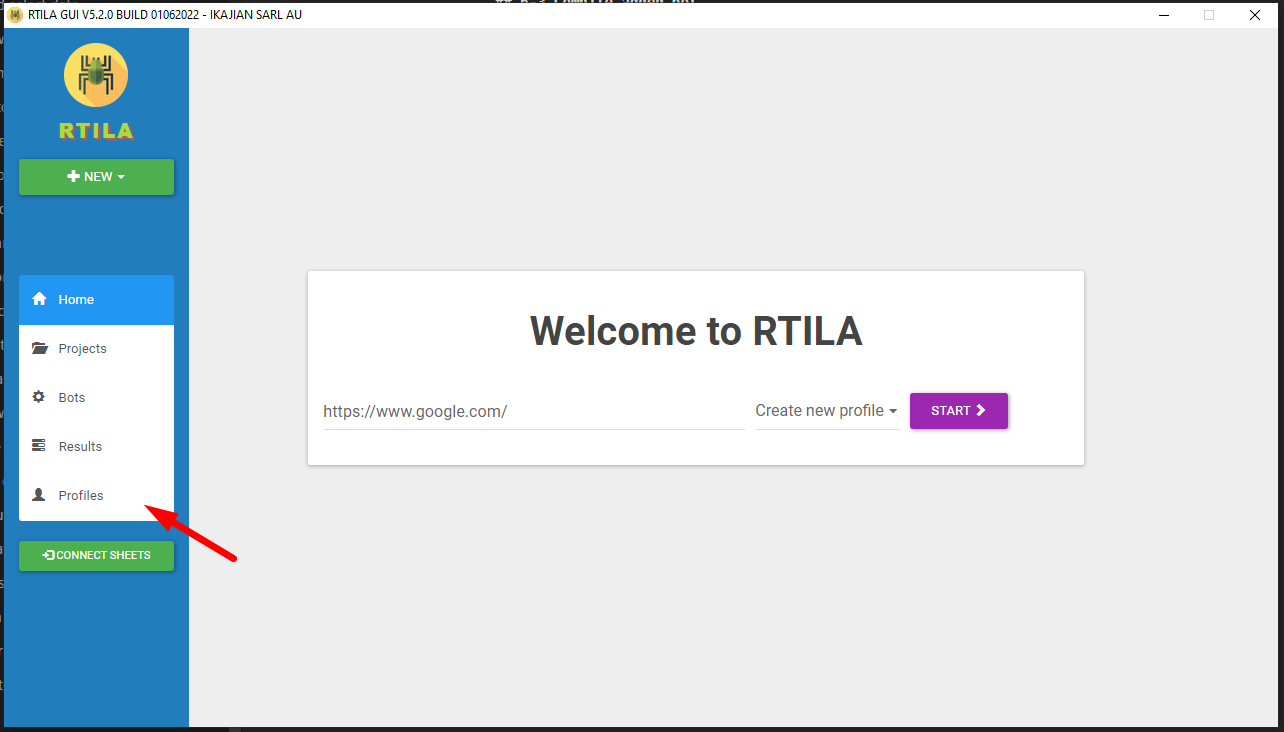 RTILA GUI V5.2.0 BUILD 01062022 - IKAJIAN SARL AU
RTILA
NEW
Home
Projects
Bots
Results
Profiles
CONNECT SHEETS
Welcome to RTILA
https://www.google.com/
Create new profile
START